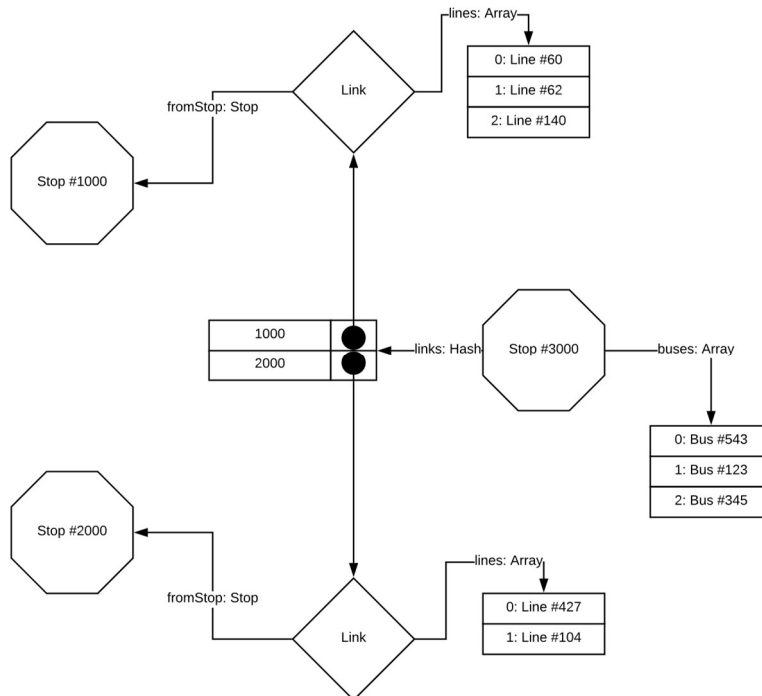 lines: Array
0: Line #60
1: Line #62
2: Line #140
Link
fromStop: Stop
Stop #1000
1000
2000
links: Hash
Stop #3000
buses: Array
0: Bus #543
1: Bus #123
2: Bus #345
Stop #2000
fromStop: Stop
Link
lines: Array
0: Line #427
1: Line #104